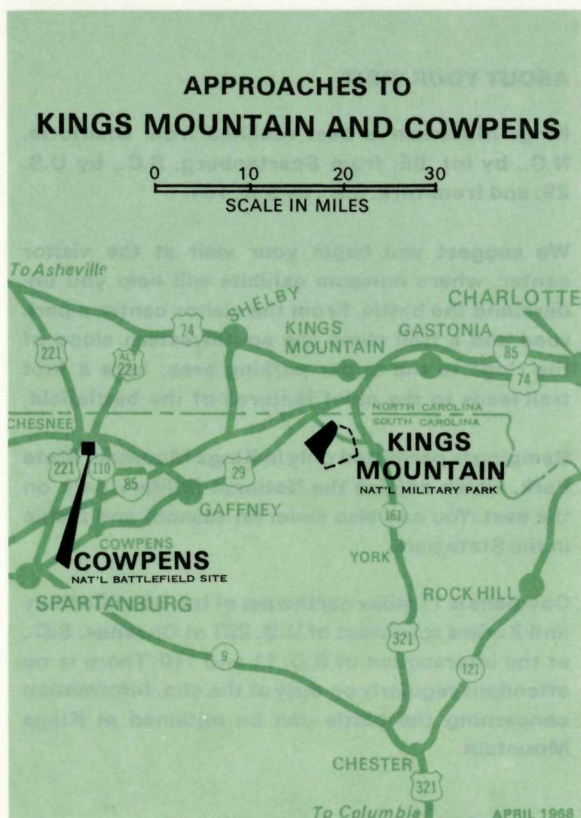 APPROACHES TO
KINGS MOUNTAIN AND COWPENS
0 10 20 30
SCALE IN MILES
To Asheville
SHELBY
CHARLOTTE
74
KINGS
MOUNTAIN
GASTONIA
85
74
221
ALT
221
NORTH CAROLINA
SOUTH CAROLINA
CHESNEE
KINGS
MOUNTAIN
NAT'L MILITARY PARK
221
110
85
29
GAFFNEY
161
COWPENS
COWPENS
NAT'L BATTLEFIELD SITE
YORK
SPARTANBURG
ROCK HILL
321
121
9
CHESTER
321
To Columbia
APRIL 1968